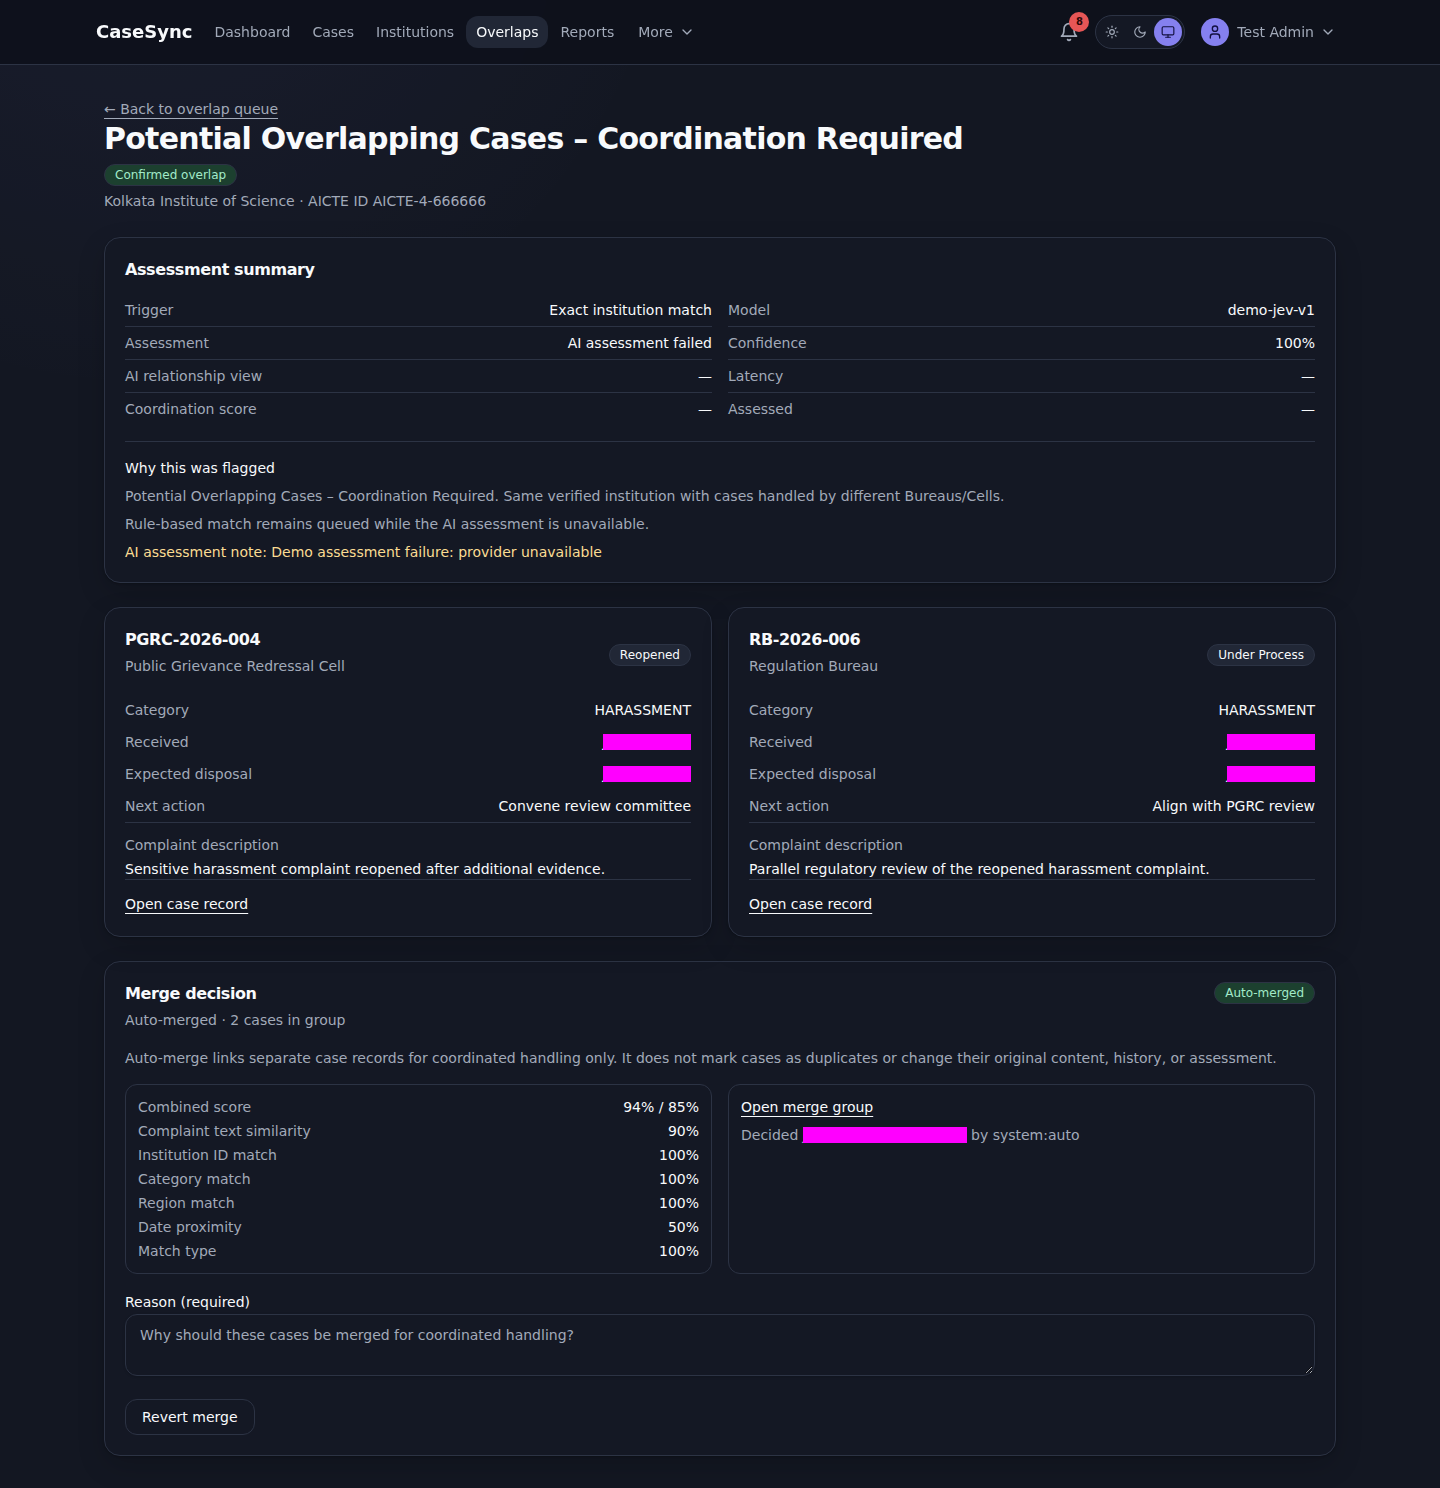 CaseSync Dashboard Cases Institutions Overlaps Reports More 8 Test Admin
← Back to overlap queue
Potential Overlapping Cases – Coordination Required
Confirmed overlap
Kolkata Institute of Science · AICTE ID AICTE-4-666666
Assessment summary
Trigger Exact institution match
Model demo-jev-v1
Assessment AI assessment failed
Confidence 100%
AI relationship view —
Latency —
Coordination score —
Assessed —
Why this was flagged
Potential Overlapping Cases – Coordination Required. Same verified institution with cases handled by different Bureaus/Cells.
Rule-based match remains queued while the AI assessment is unavailable.
AI assessment note: Demo assessment failure: provider unavailable
PGRC-2026-004
Public Grievance Redressal Cell
Reopened
Category HARASSMENT
Received
Expected disposal
Next action Convene review committee
Complaint description
Sensitive harassment complaint reopened after additional evidence.
Open case record
RB-2026-006
Regulation Bureau
Under Process
Category HARASSMENT
Received
Expected disposal
Next action Align with PGRC review
Complaint description
Parallel regulatory review of the reopened harassment complaint.
Open case record
Merge decision
Auto-merged
Auto-merged · 2 cases in group
Auto-merge links separate case records for coordinated handling only. It does not mark cases as duplicates or change their original content, history, or assessment.
Combined score 94% / 85%
Complaint text similarity 90%
Institution ID match 100%
Category match 100%
Region match 100%
Date proximity 50%
Match type 100%
Open merge group
Decided by system:auto
Reason (required)
Why should these cases be merged for coordinated handling?
Revert merge